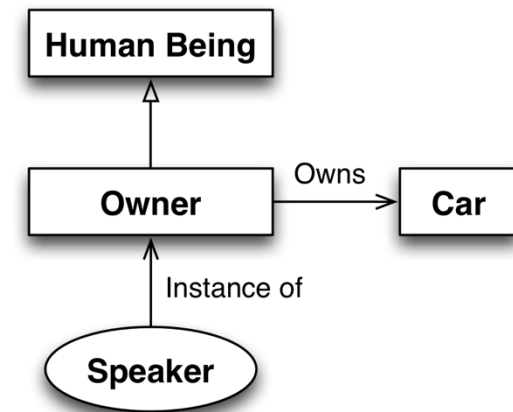 Human Being
Owner
Owns
Car
Instance of
Speaker